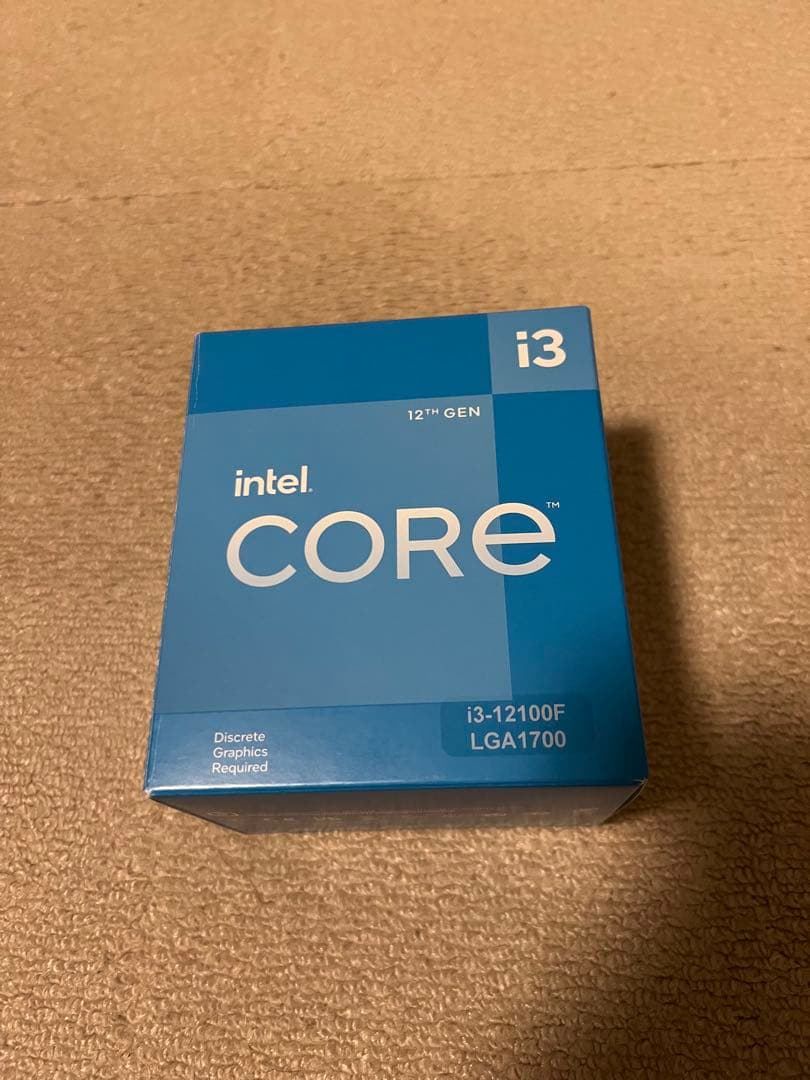 i3
12TH GEN
intel.
CORe™
i3-12100F
LGA1700
Discrete
Graphics
Required